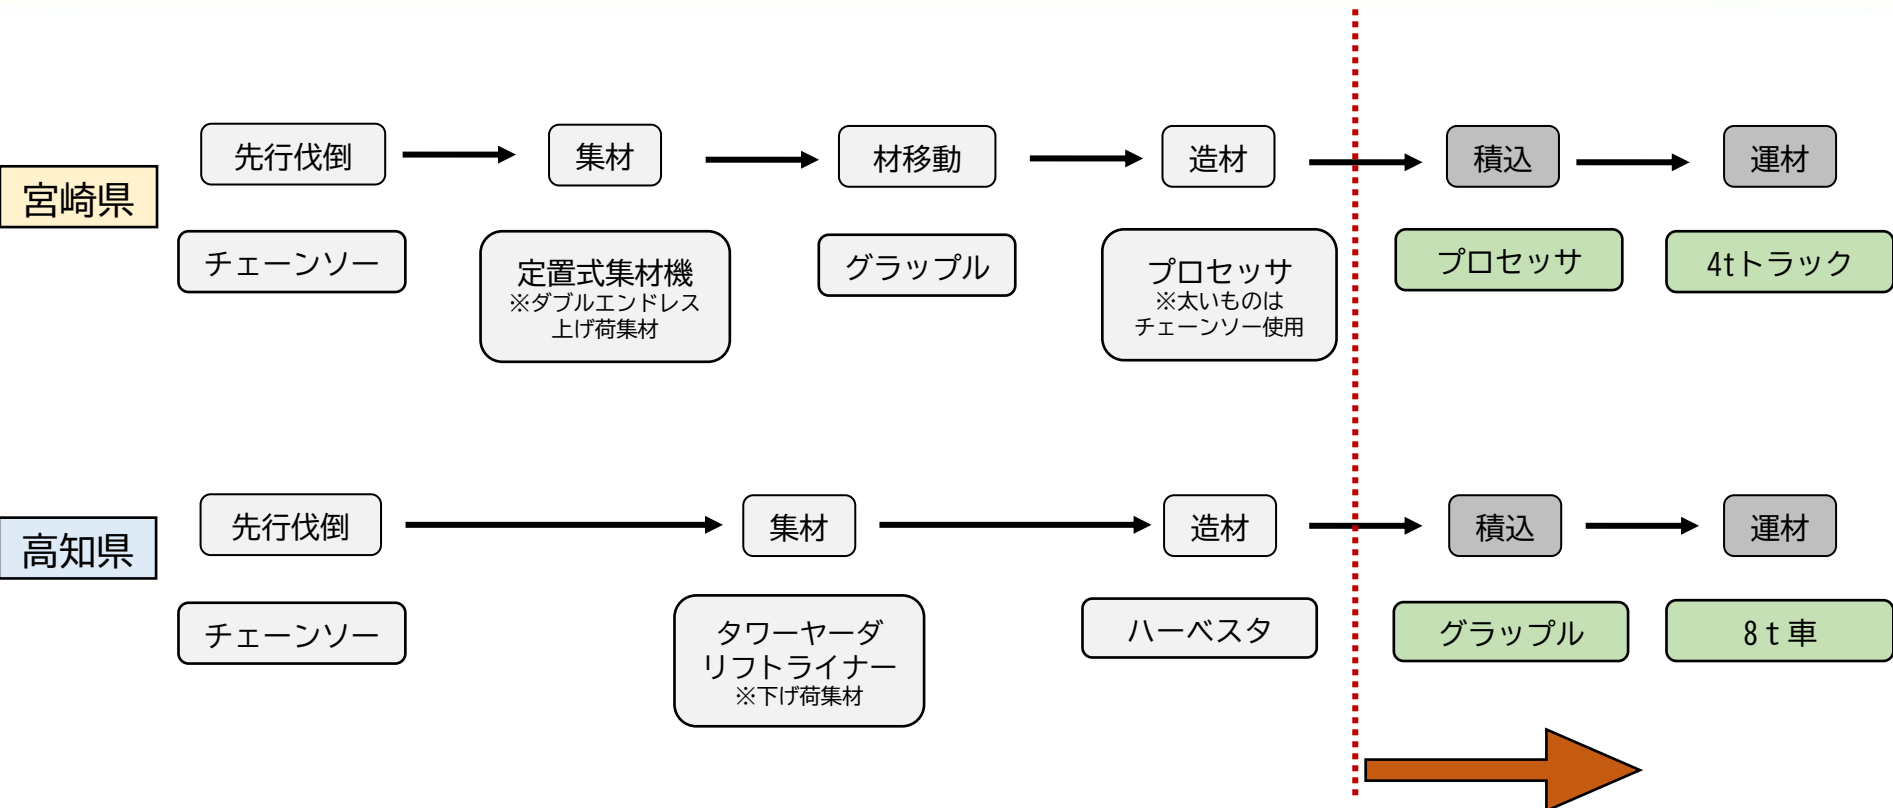 宮崎県
先行伐倒
集材
材移動
造材
積込
運材
チェーンソー
定置式集材機
※ダブルエンドレス
上げ荷集材
グラップル
プロセッサ
※太いものは
チェーンソー使用
プロセッサ
4tトラック
高知県
先行伐倒
集材
造材
積込
運材
チェーンソー
タワーヤーダ
リフトライナー
※下げ荷集材
ハーベスタ
グラップル
8ｔ車